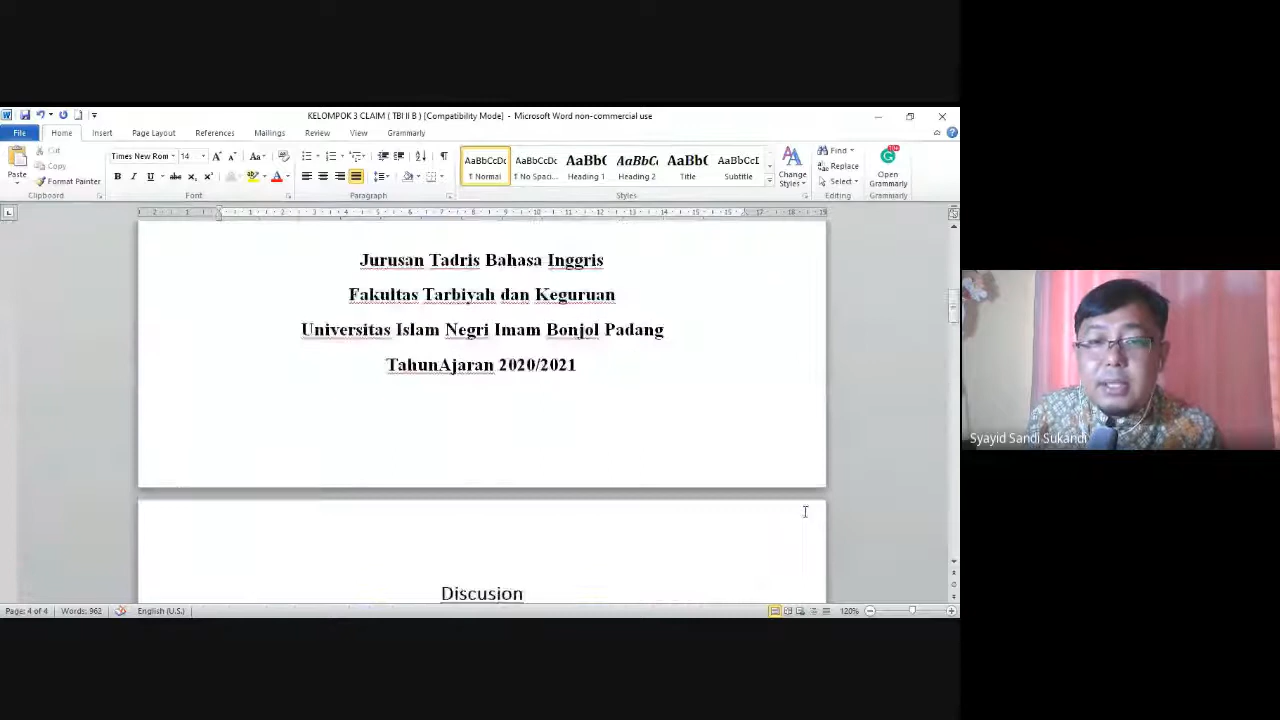 KELOMPOK 3 CLAIM ( TBI II B ) [Compatibility Mode] - Microsoft Word non-commercial use
File Home Insert Page Layout References Mailings Review View Grammarly
Paste
Cut
Copy
Format Painter
Clipboard
Times New Rom 14
Font
Paragraph
AaBbCcDc AaBbCcDc AaBbC AaBbCc AaBbC AaBbCcI
¶ Normal ¶ No Spaci... Heading 1 Heading 2 Title Subtitle
Styles
Change Styles
Find
Replace
Select
Editing
Open Grammarly
Grammarly
Jurusan Tadris Bahasa Inggris
Fakultas Tarbiyah dan Keguruan
Universitas Islam Negri Imam Bonjol Padang
TahunAjaran 2020/2021
Discusion
Page: 4 of 4 Words: 962 English (U.S.) 120%
Syayid Sandi Sukandi